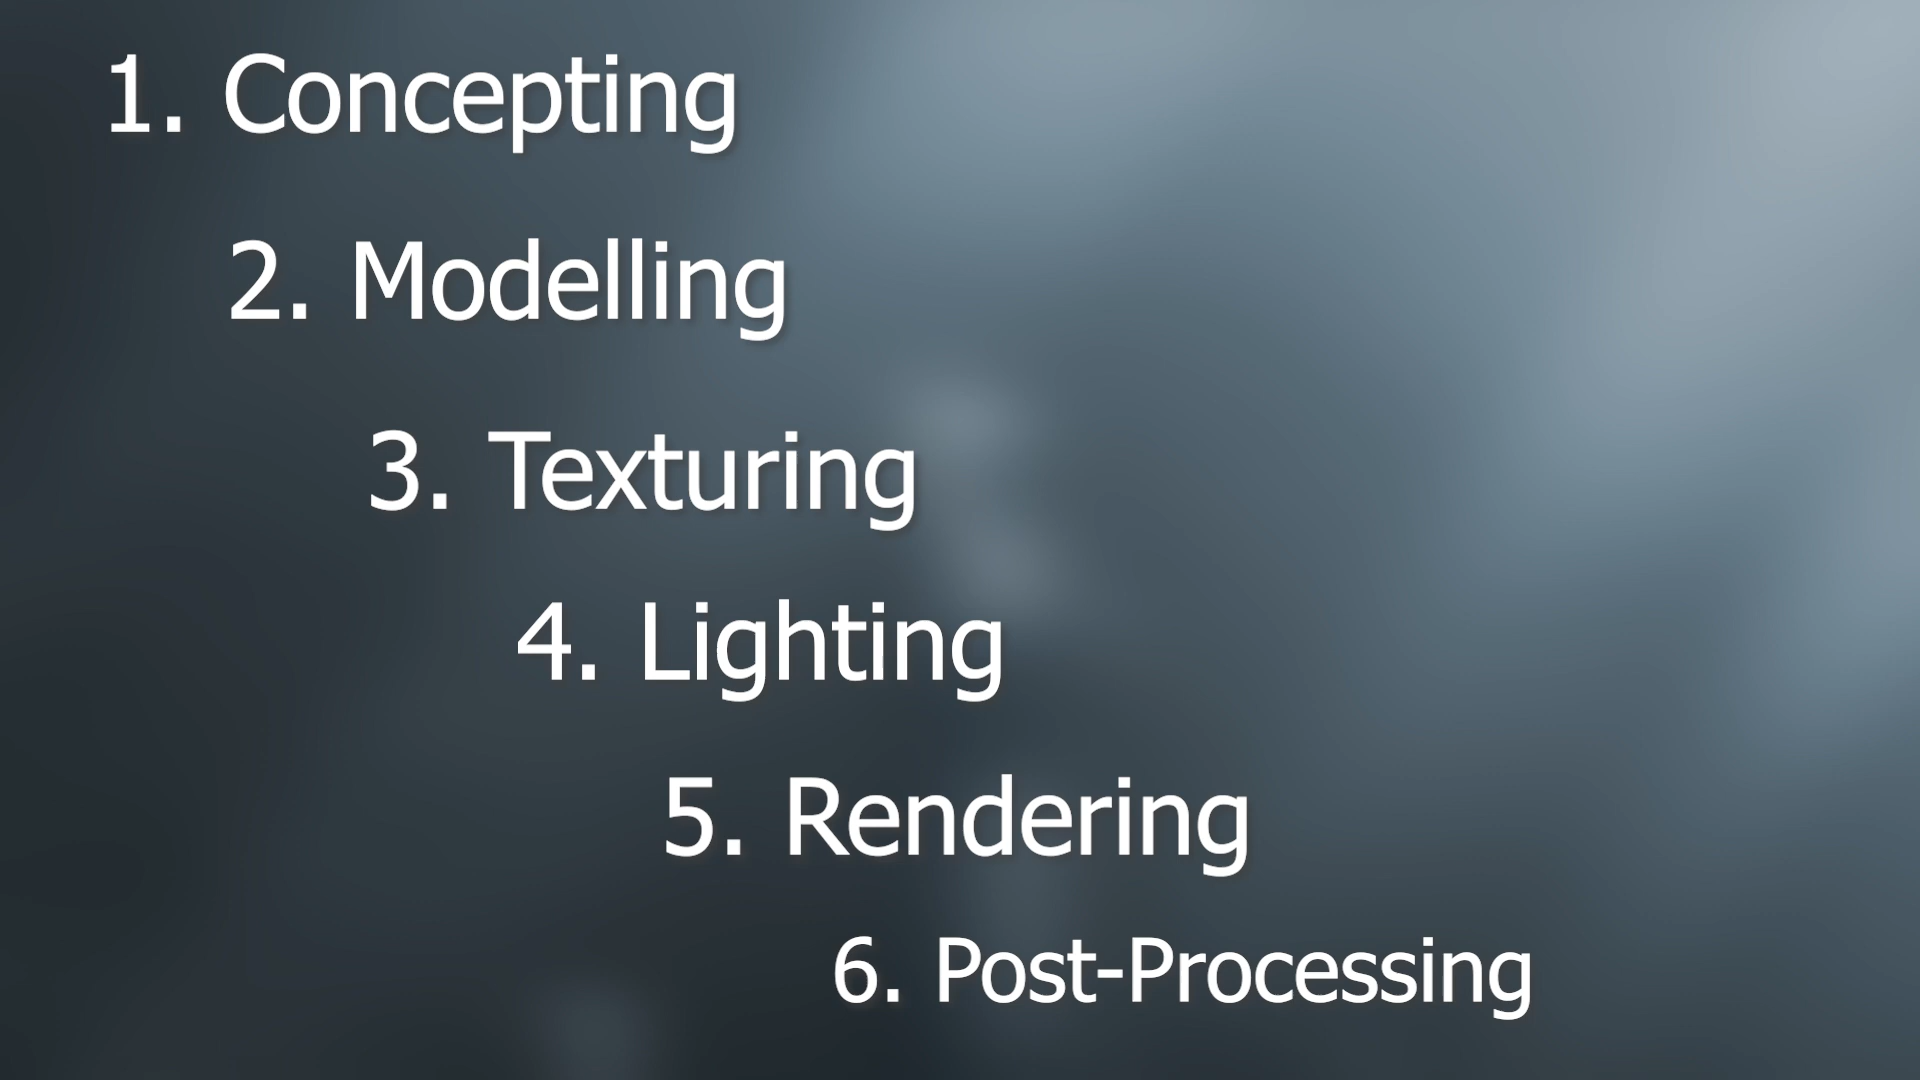 1. Concepting
2. Modelling
3. Texturing
4. Lighting
5. Rendering
6. Post-Processing